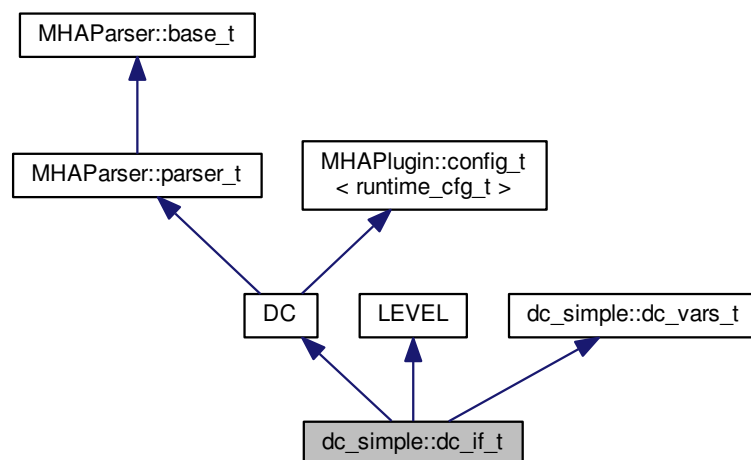 MHAParser::base_t
MHAParser::parser_t
MHAPlugin::config_t
< runtime_cfg_t >
DC
LEVEL
dc_simple::dc_vars_t
dc_simple::dc_if_t